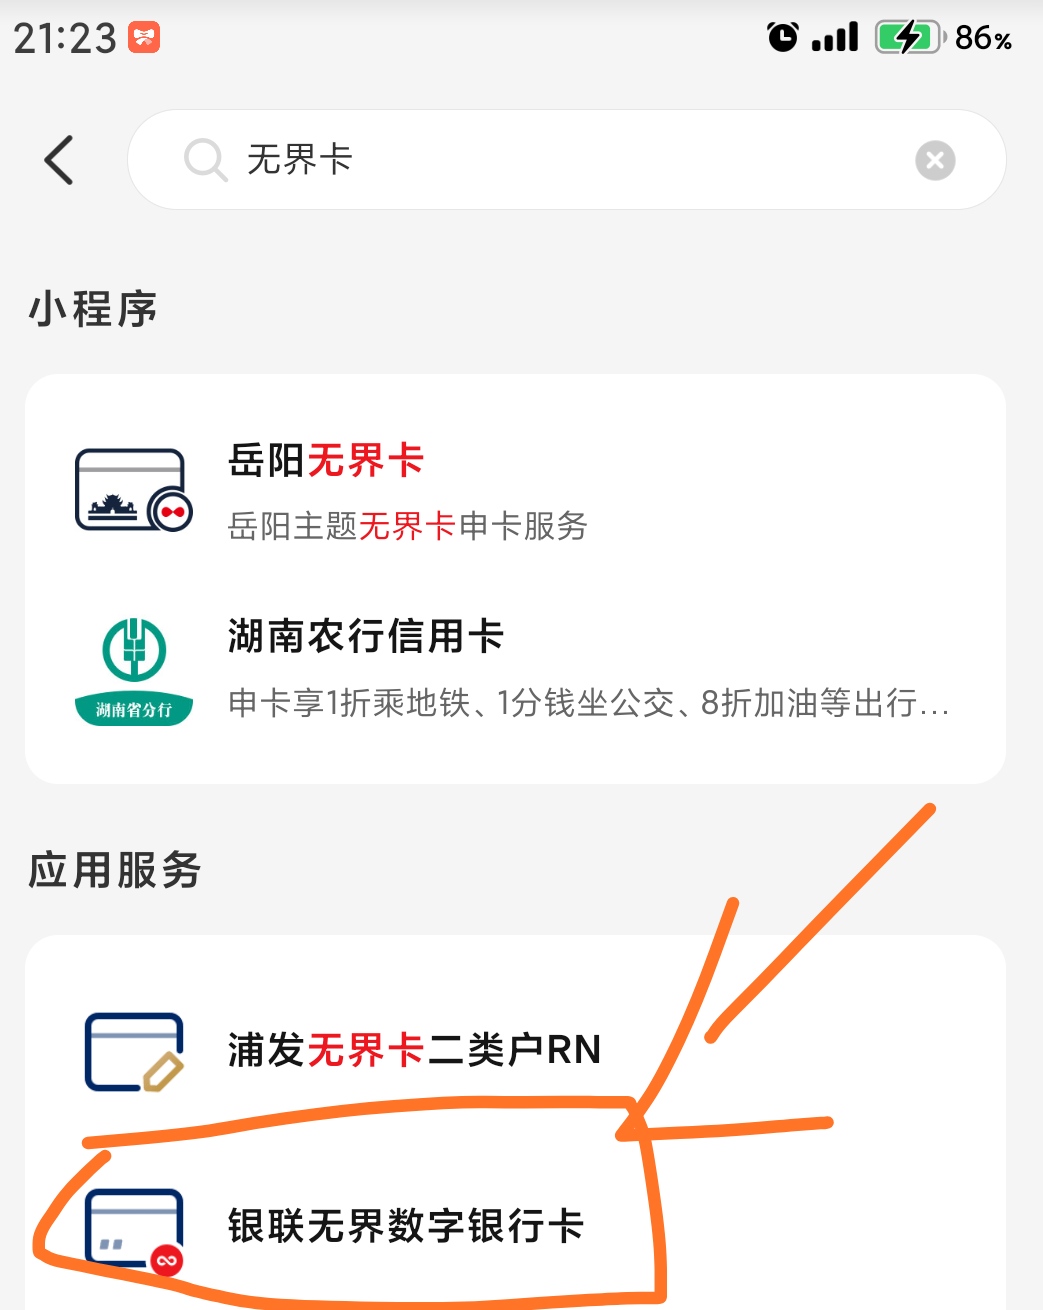 21:23
86%
无界卡
小程序
岳阳无界卡
岳阳主题无界卡申卡服务
湖南农行信用卡
湖南省分行
申卡享1折乘地铁、1分钱坐公交、8折加油等出行...
应用服务
浦发无界卡二类户RN
银联无界数字银行卡